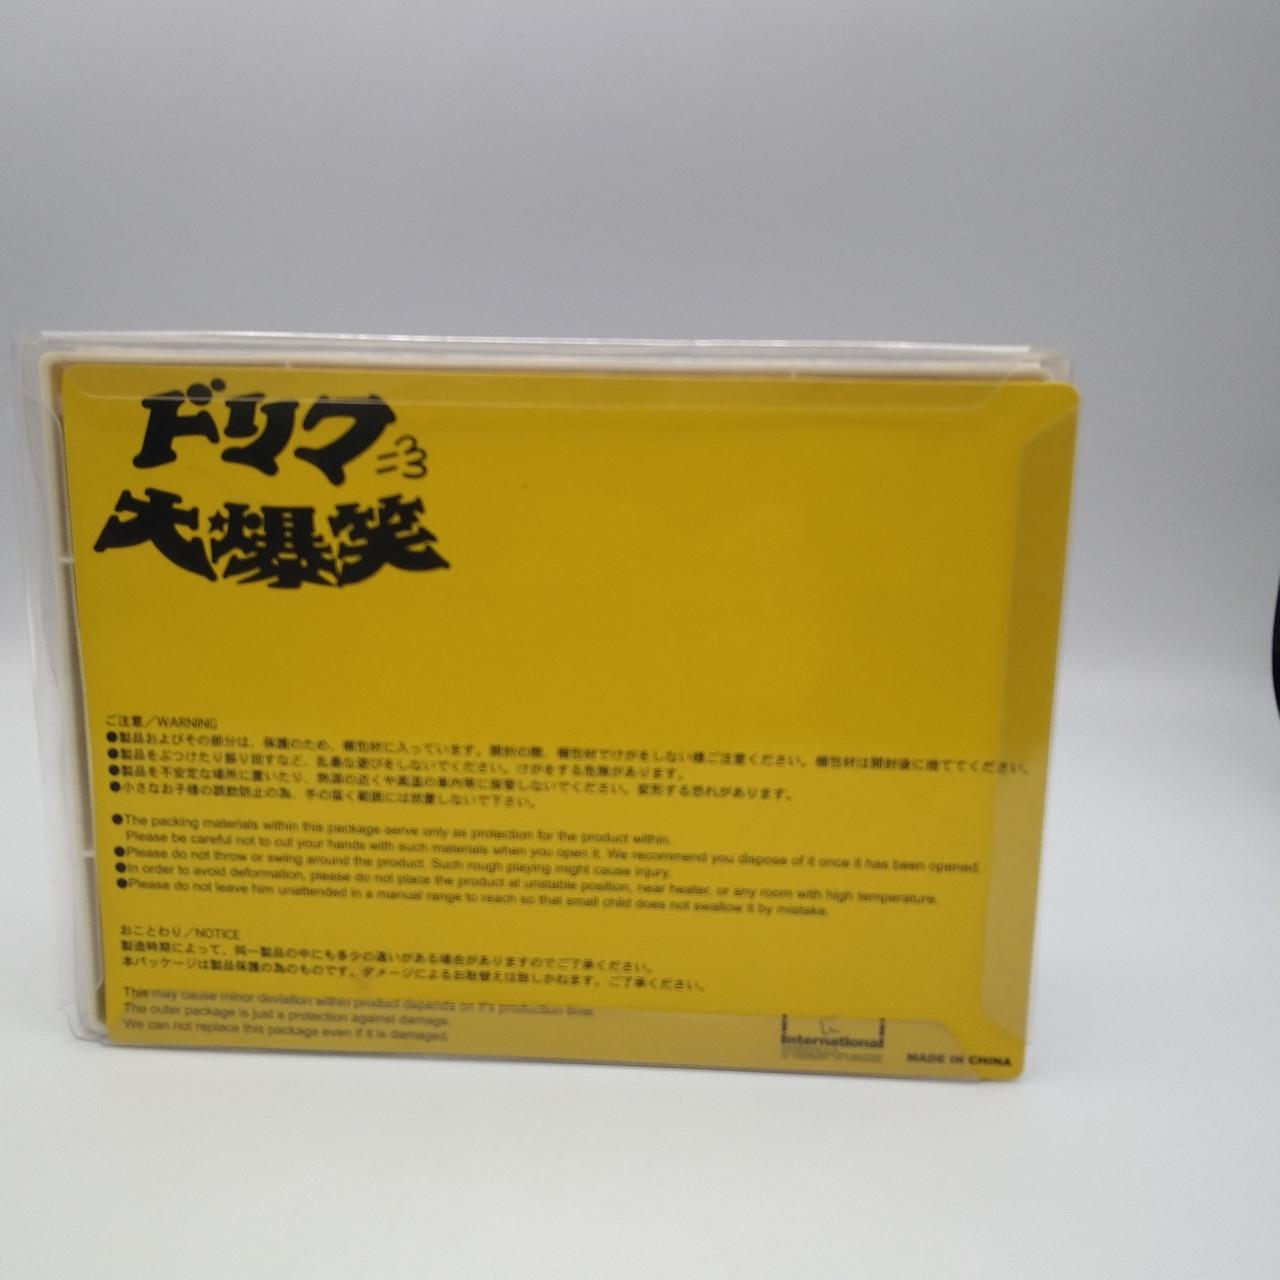 ドリフ
大爆笑
ご注意／WARNING
●製品およびその部分は、保護のため、梱包材に入っています。開封の際、梱包材でけがをしない様ご注意ください。梱包材は開封後に捨ててください。
●製品をぶつけたり振り回すなど、乱暴な遊びをしないでください。けがをする危険があります。
●製品を不安定な場所に置いたり、熱源の近くや高温の車内等に保管しないでください。変形する恐れがあります。
●小さなお子様の誤飲防止の為、手の届く範囲には放置しないで下さい。
●The packing materials within this package serve only as protection for the product within.
Please be careful not to cut your hands with such materials when you open it. We recommend you dispose of it once it has been opened.
●Please do not throw or swing around the product. Such rough playing might cause injury.
●In order to avoid deformation, please do not place the product at unstable position, near heater, or any room with high temperature.
●Please do not leave him unattended in a manual range to reach so that small child does not swallow it by mistake.
おことわり／NOTICE
製造時期によって、同一製品の中にも多少の違いがある場合がありますのでご了承ください。
本パッケージは製品保護の為のものです。ダメージによるお取替えは致しかねます。ご了承ください。
This may cause minor deviation within product depends on it's production time.
The outer package is just a protection against damage.
We can not replace this package even if it is damaged.
International
MADE IN CHINA